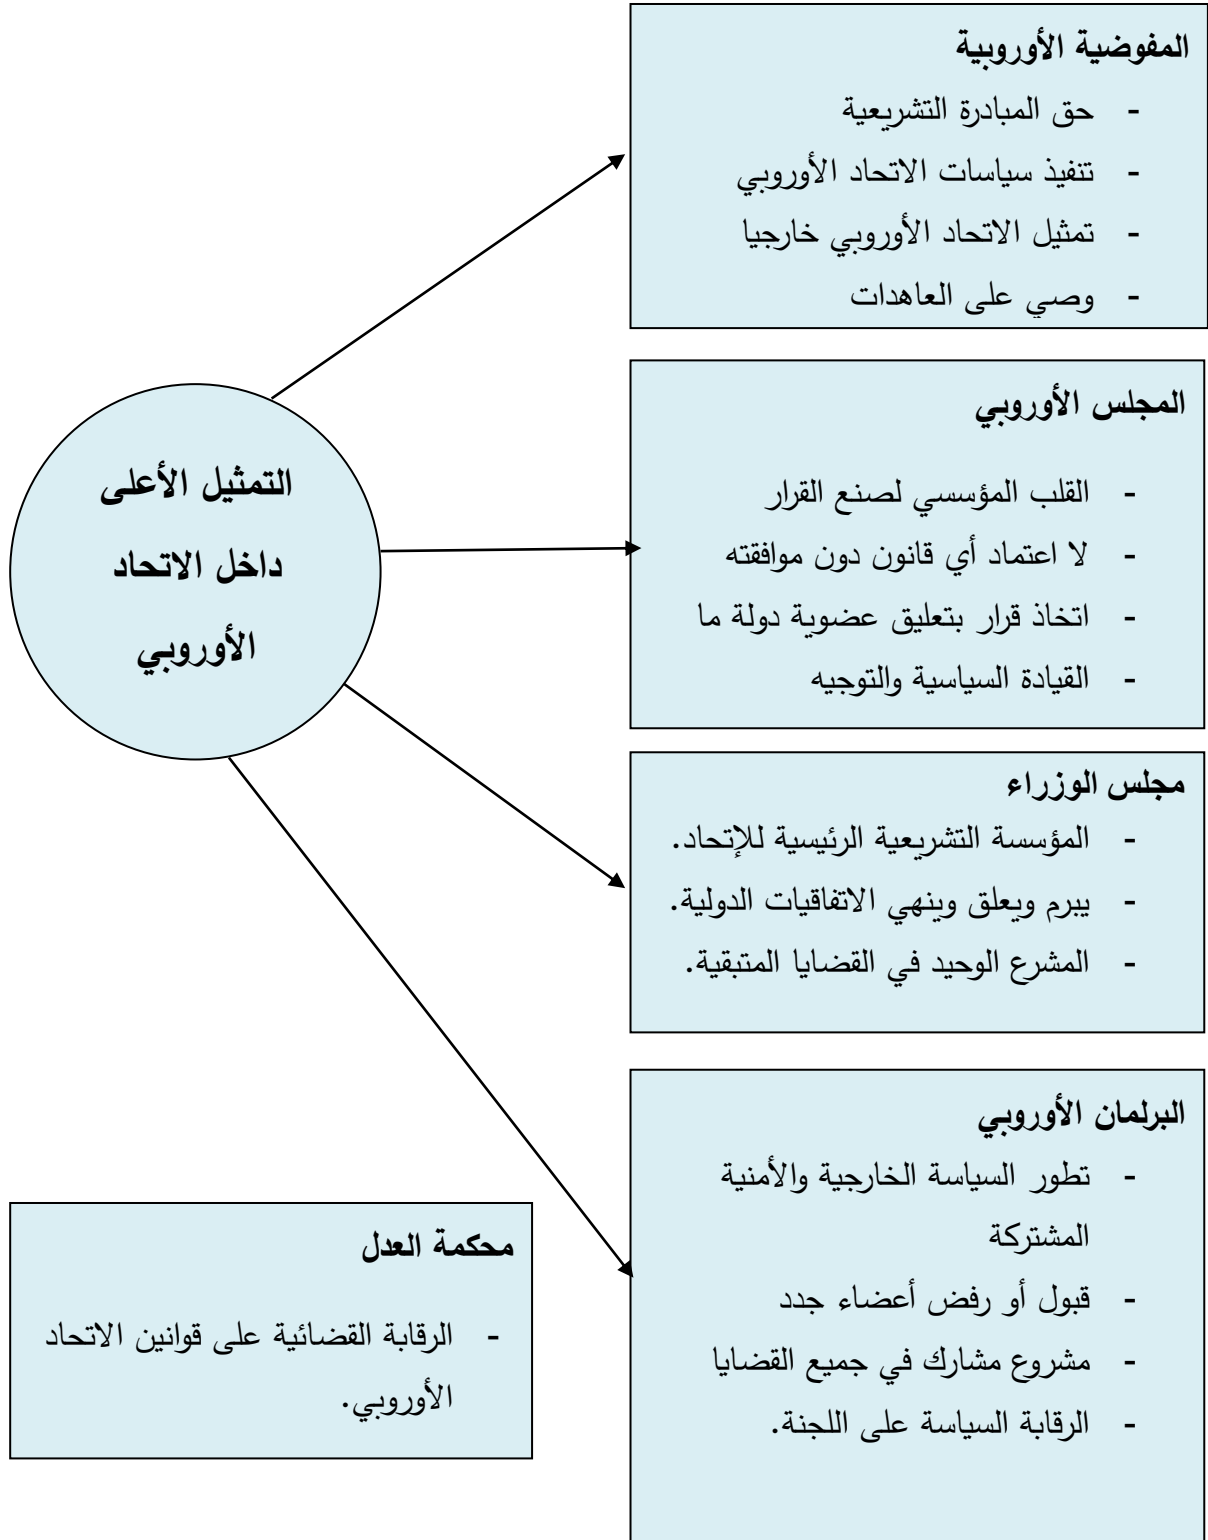 المفوضية الأوروبية
- حق المبادرة التشريعية
- تنفيذ سياسات الاتحاد الأوروبي
- تمثيل الاتحاد الأوروبي خارجيا
- وصي على العاهدات
المجلس الأوروبي
- القلب المؤسسي لصنع القرار
- لا اعتماد أي قانون دون موافقته
- اتخاذ قرار بتعليق عضوية دولة ما
- القيادة السياسية والتوجيه
التمثيل الأعلى
داخل الاتحاد
الأوروبي
مجلس الوزراء
- المؤسسة التشريعية الرئيسية للإتحاد.
- يبرم ويعلق وينهي الاتفاقيات الدولية.
- المشرع الوحيد في القضايا المتبقية.
البرلمان الأوروبي
- تطور السياسة الخارجية والأمنية
المشتركة
- قبول أو رفض أعضاء جدد
- مشروع مشارك في جميع القضايا
- الرقابة السياسة على اللجنة.
محكمة العدل
- الرقابة القضائية على قوانين الاتحاد
الأوروبي.